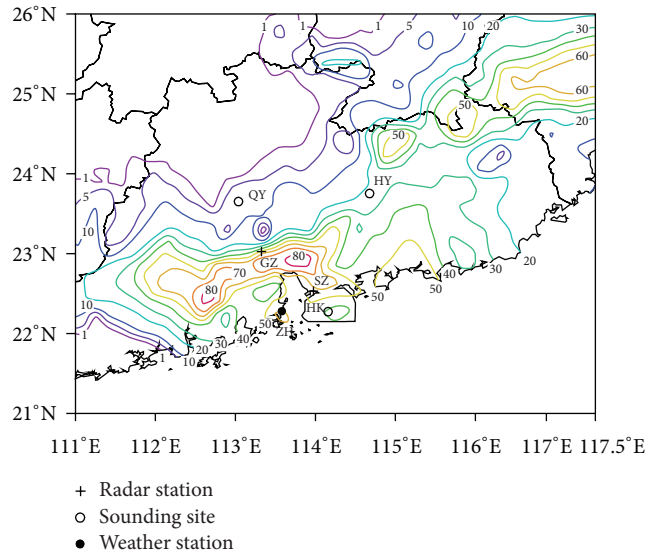 26°N
25°N
24°N
23°N
22°N
21°N
1 1 5 10 20 30
60
60
50 20
50
1
5
10
QY HY
GZ 80
70 SZ
80
HK
50 ZH
50 50 40 30 20
10
1
1 10 20 30 40
111°E 112°E 113°E 114°E 115°E 116°E 117°E 117.5°E
+ Radar station
Sounding site
Weather station